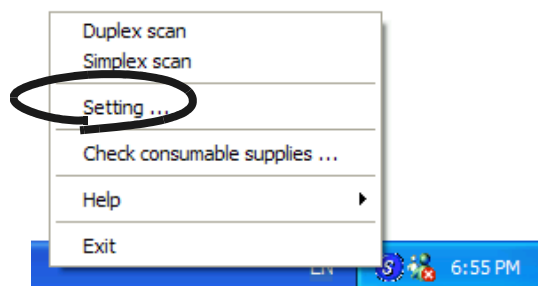 Duplex scan
Simplex scan
Setting ...
Check consumable supplies ...
Help
Exit
EN S 6:55 PM